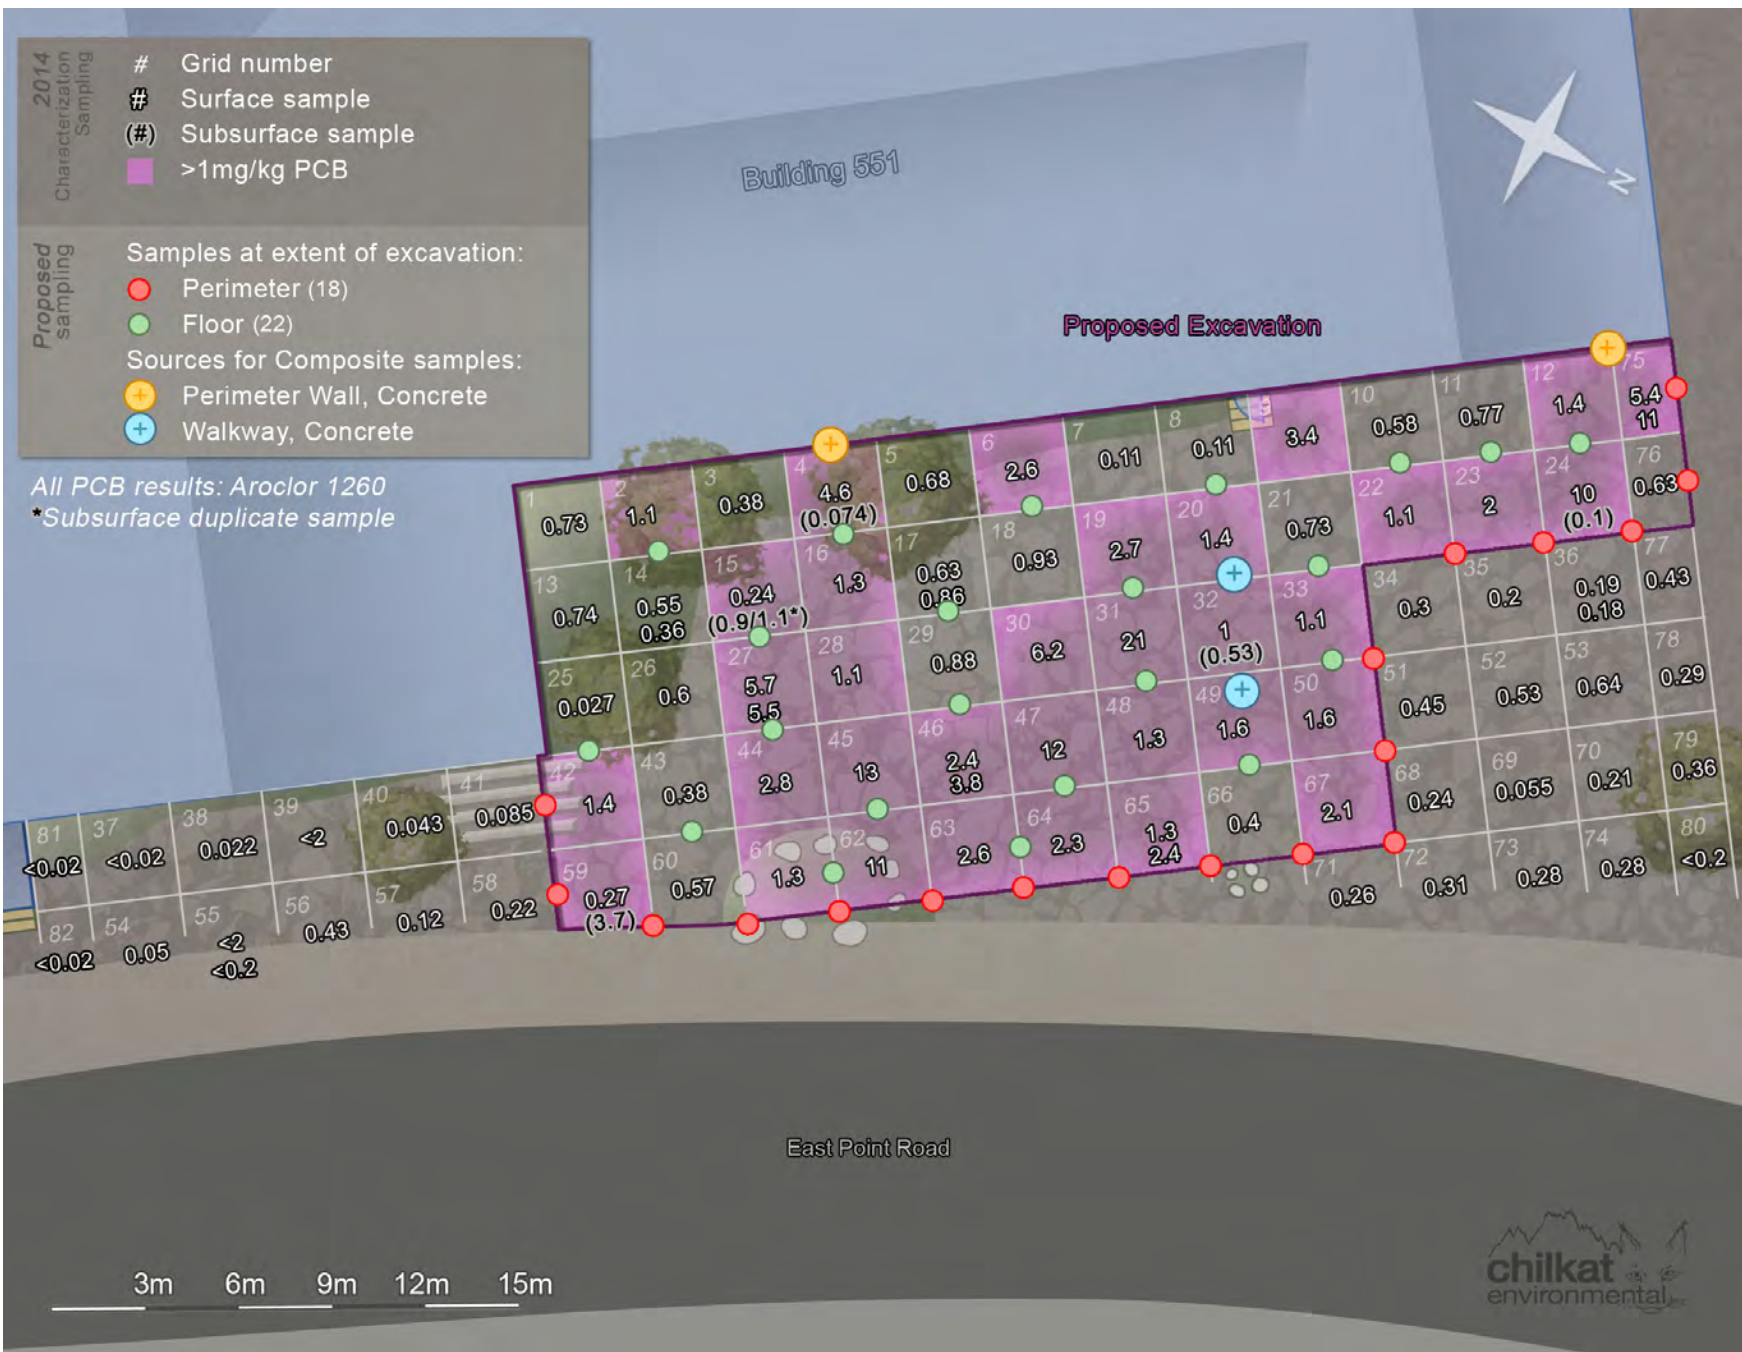 2014
Characterization
Sampling
# Grid number
# Surface sample
(#) Subsurface sample
>1mg/kg PCB
Proposed
sampling
Samples at extent of excavation:
Perimeter (18)
Floor (22)
Sources for Composite samples:
Perimeter Wall, Concrete
Walkway, Concrete
All PCB results: Aroclor 1260
*Subsurface duplicate sample
Building 551
N
Proposed Excavation
1 0.73
2 1.1
3 0.38
4 4.6 (0.074)
5 0.68
6 2.6
7 0.11
8 0.11
9 3.4
10 0.58
11 0.77
12 1.4
75 5.4 11
13 0.74
14 0.55 0.36
15 0.24 (0.9/1.1*)
16 1.3
17 0.63 0.86
18 0.93
19 2.7
20 1.4
21 0.73
22 1.1
23 2
24 10 (0.1)
76 0.63
25 0.027
26 0.6
27 5.7 5.5
28 1.1
29 0.88
30 6.2
31 21
32 1 (0.53)
33 1.1
34 0.3
35 0.2
36 0.19 0.18
77 0.43
81 <0.02
37 <0.02
38 0.022
39 <2
40 0.043
41 0.085
42 1.4
43 0.38
44 2.8
45 13
46 2.4 3.8
47 12
48 1.3
49 1.6
50 1.6
51 0.45
52 0.53
53 0.64
78 0.29
82 <0.02
54 0.05
55 <2 <0.2
56 0.43
57 0.12
58 0.22
59 0.27 (3.7)
60 0.57
61 1.3
62 11
63 2.6
64 2.3
65 1.3 2.4
66 0.4
67 2.1
68 0.24
69 0.055
70 0.21
79 0.36
71 0.26
72 0.31
73 0.28
74 0.28
80 <0.2
East Point Road
3m 6m 9m 12m 15m
chilkat
environmental